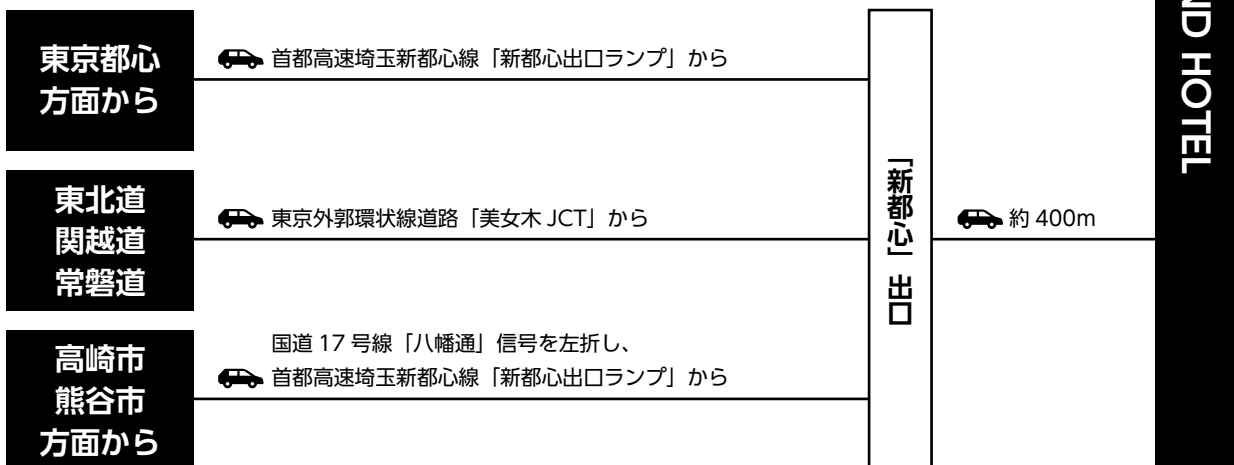 東京都心
方面から
首都高速埼玉新都心線「新都心出口ランプ」から
東北道
関越道
常磐道
東京外郭環状線道路「美女木 JCT」から
高崎市
熊谷市
方面から
国道 17 号線「八幡通」信号を左折し、
首都高速埼玉新都心線「新都心出口ランプ」から
「新都心」出口
約 400m
ND HOTEL